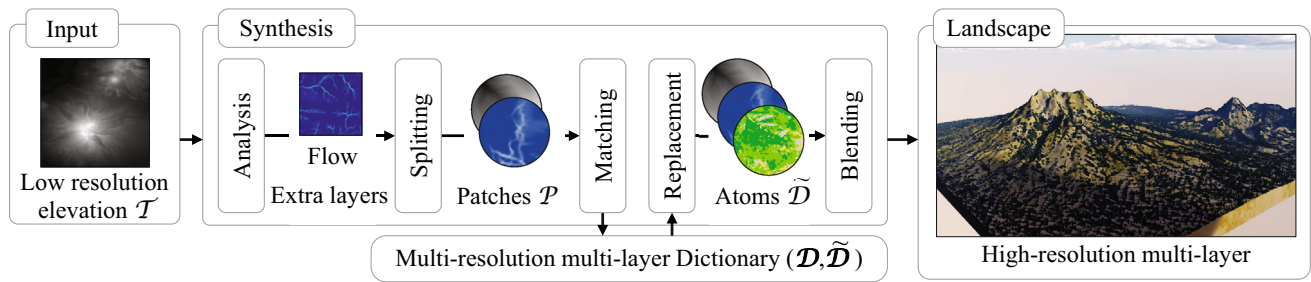 Input
Low resolution
elevation 𝒯
Synthesis
Analysis
Flow
Extra layers
Splitting
Patches 𝒫
Matching
Replacement
Atoms 𝒟̃
Blending
Multi-resolution multi-layer Dictionary (𝓓,𝓓̃)
Landscape
High-resolution multi-layer